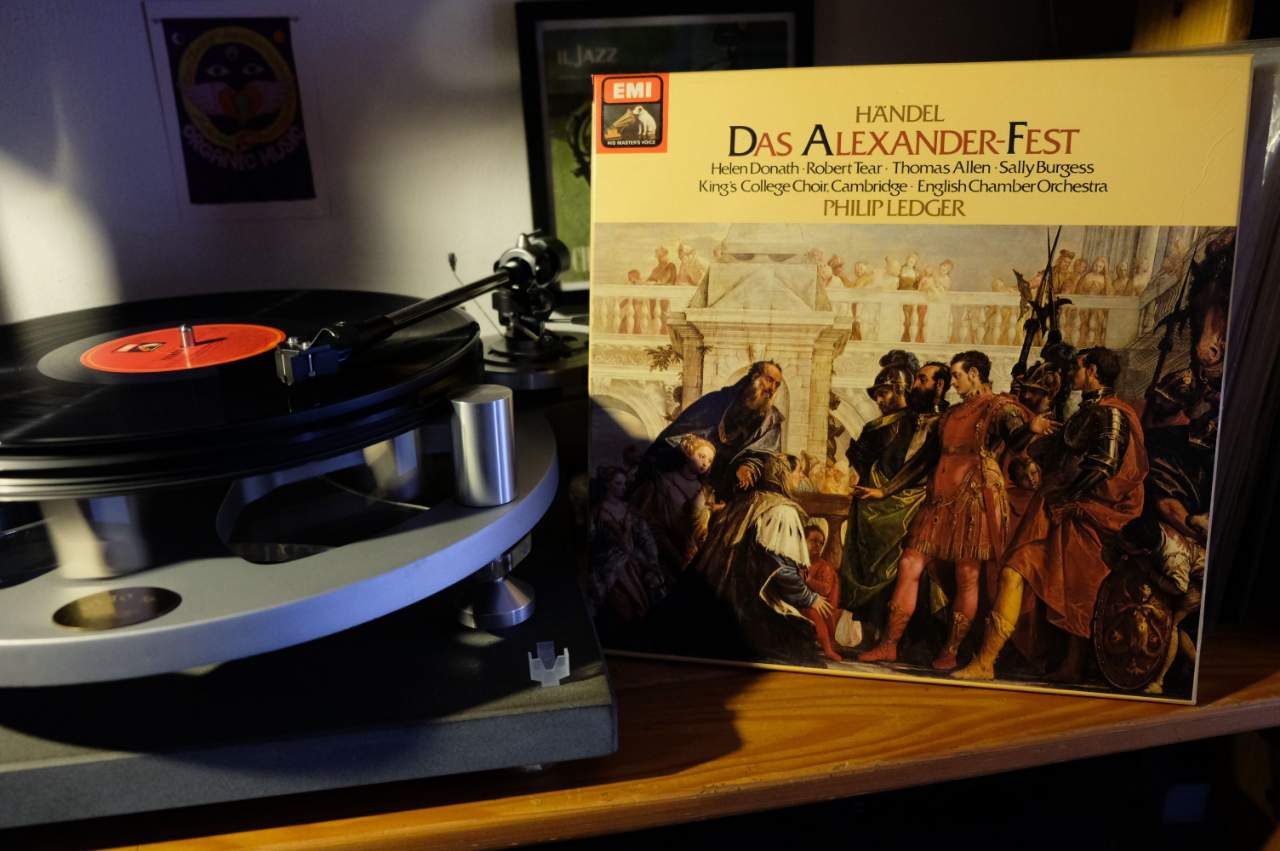 ORGANIC MUSIC
IL JAZZ
EMI
HIS MASTER'S VOICE
HÄNDEL
DAS ALEXANDER-FEST
Helen Donath · Robert Tear · Thomas Allen · Sally Burgess
King's College Choir, Cambridge · English Chamber Orchestra
PHILIP LEDGER